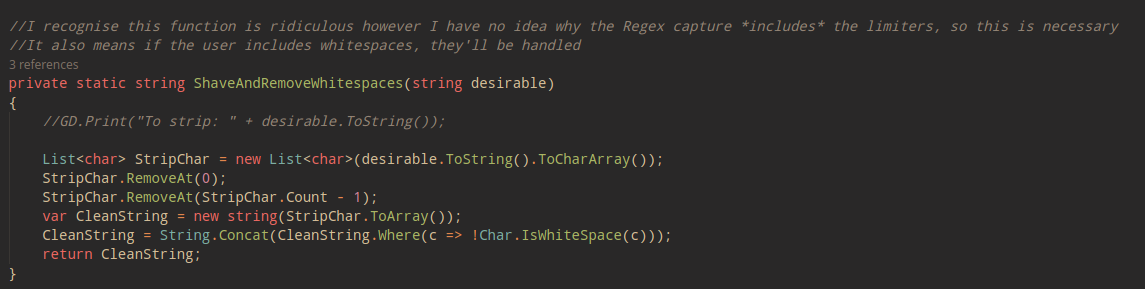 //I recognise this function is ridiculous however I have no idea why the Regex capture *includes* the limiters, so this is necessary
//It also means if the user includes whitespaces, they'll be handled
3 references
private static string ShaveAndRemoveWhitespaces(string desirable)
{
//GD.Print("To strip: " + desirable.ToString());
List<char> StripChar = new List<char>(desirable.ToString().ToCharArray());
StripChar.RemoveAt(0);
StripChar.RemoveAt(StripChar.Count - 1);
var CleanString = new string(StripChar.ToArray());
CleanString = String.Concat(CleanString.Where(c => !Char.IsWhiteSpace(c)));
return CleanString;
}